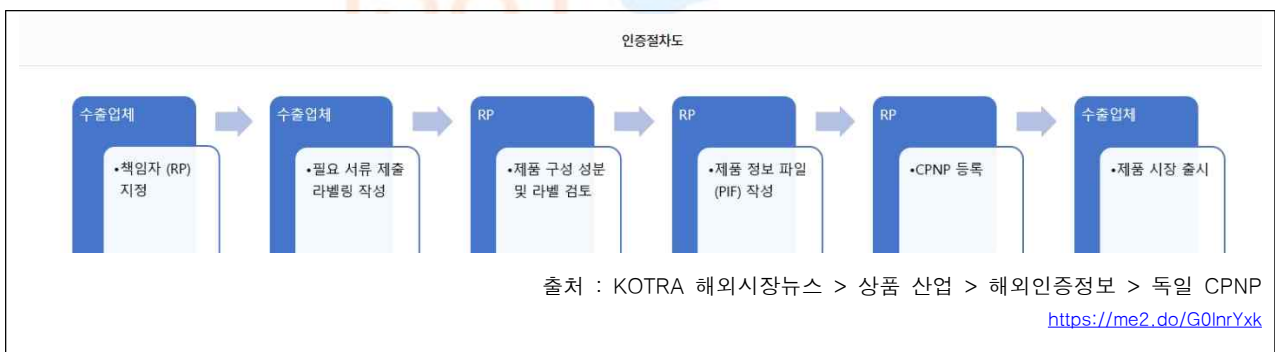 인증절차도
수출업체
•책임자 (RP)
지정
수출업체
•필요 서류 제출
라벨링 작성
RP
•제품 구성 성분
및 라벨 검토
RP
•제품 정보 파일
(PIF) 작성
RP
•CPNP 등록
수출업체
•제품 시장 출시
출처 : KOTRA 해외시장뉴스 > 상품 산업 > 해외인증정보 > 독일 CPNP
https://me2.do/G0lnrYxk